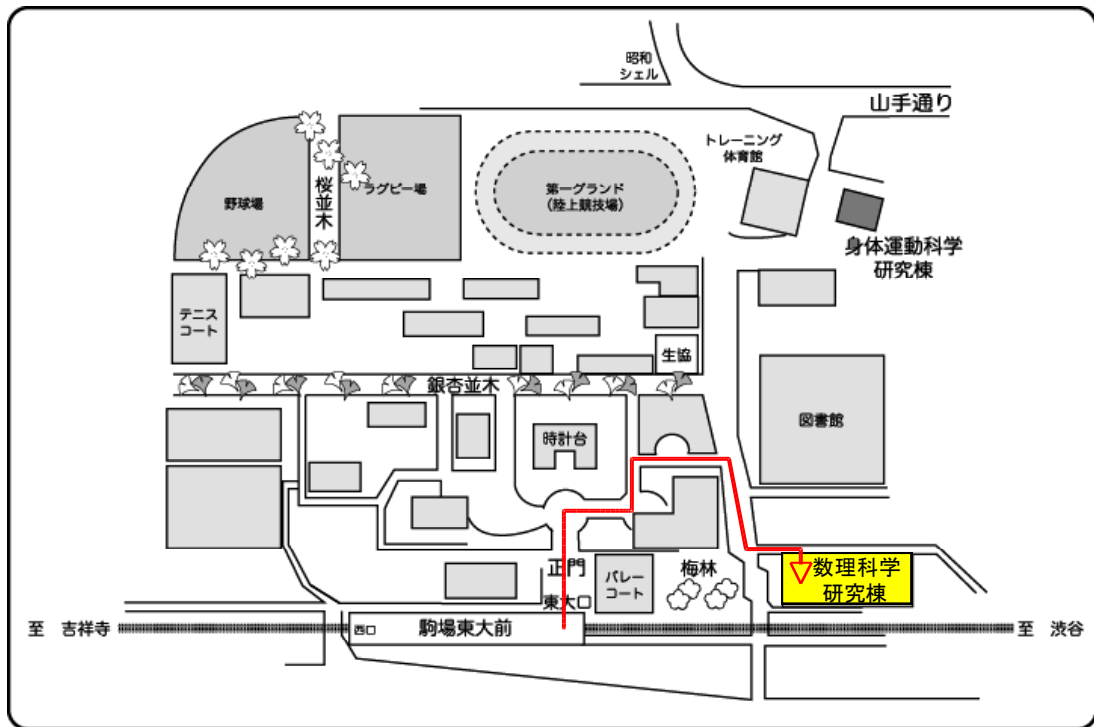 昭和
シェル
山手通り
トレーニング
体育館
桜並木
ラグビー場
野球場
第一グランド
(陸上競技場)
身体運動科学
研究棟
テニス
コート
生協
銀杏並木
図書館
時計台
正門
バレー
コート
梅林
数理科学
研究棟
東大口
至 吉祥寺
西口
駒場東大前
至 渋谷